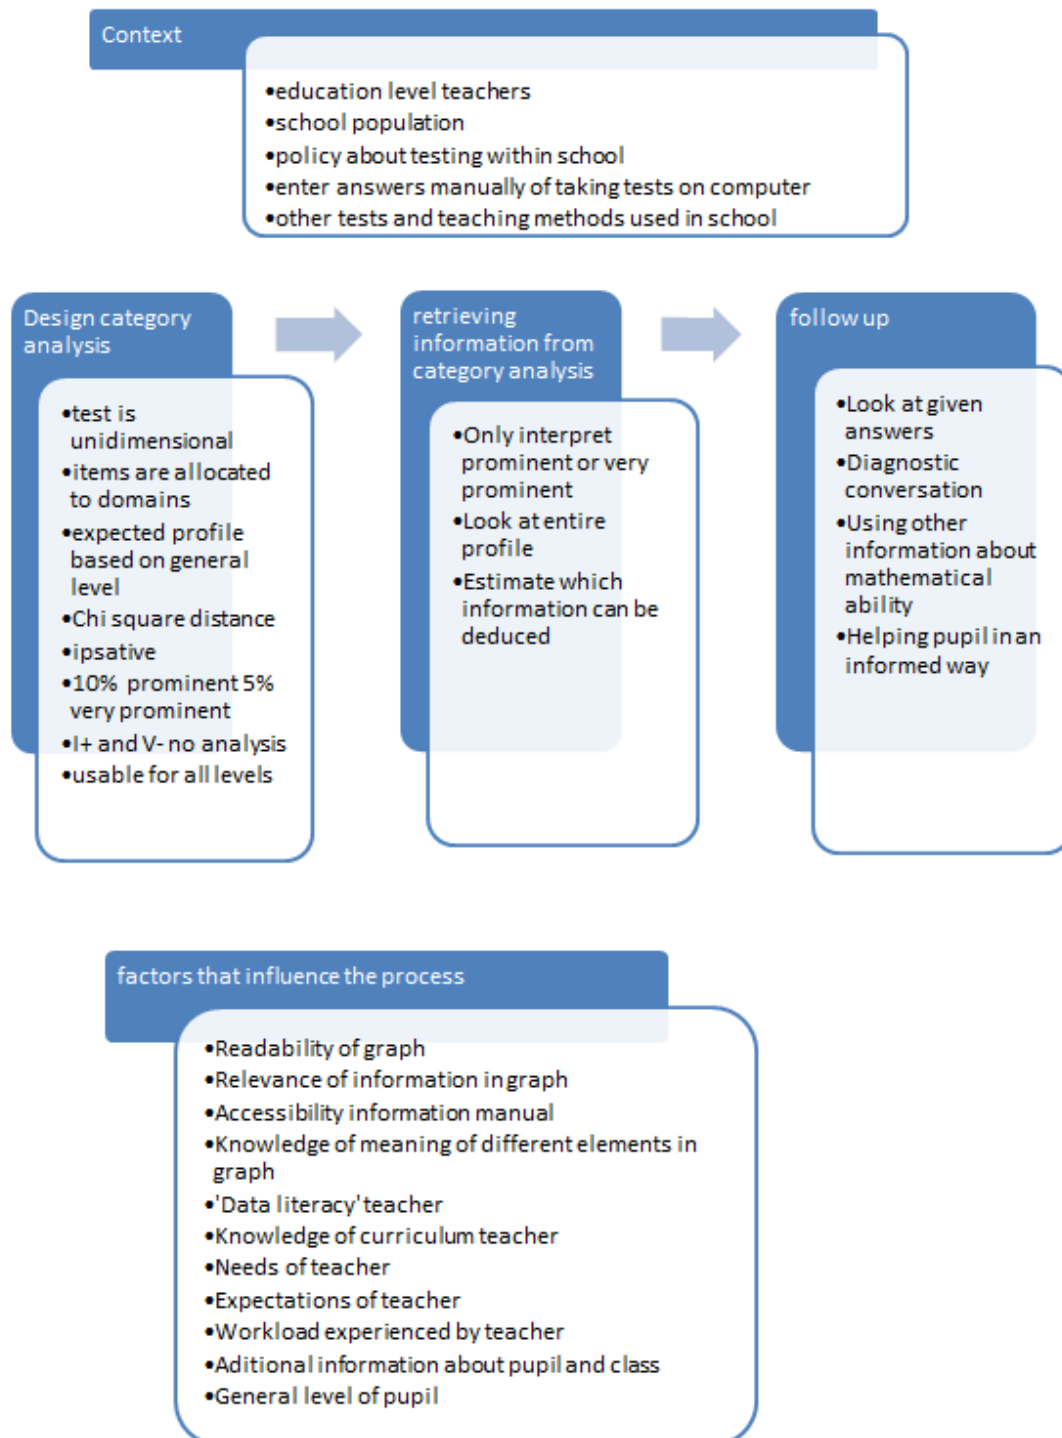 Context
•education level teachers
•school population
•policy about testing within school
•enter answers manually of taking tests on computer
•other tests and teaching methods used in school
Design category
analysis
•test is
unidimensional
•items are allocated
to domains
•expected profile
based on general
level
•Chi square distance
•ipsative
•10% prominent 5%
very prominent
•I+ and V- no analysis
•usable for all levels
retrieving
information from
category analysis
•Only interpret
prominent or very
prominent
•Look at entire
profile
•Estimate which
information can be
deduced
follow up
•Look at given
answers
•Diagnostic
conversation
•Using other
information about
mathematical
ability
•Helping pupil in an
informed way
factors that influence the process
•Readability of graph
•Relevance of information in graph
•Accessibility information manual
•Knowledge of meaning of different elements in
graph
•'Data literacy' teacher
•Knowledge of curriculum teacher
•Needs of teacher
•Expectations of teacher
•Workload experienced by teacher
•Aditional information about pupil and class
•General level of pupil